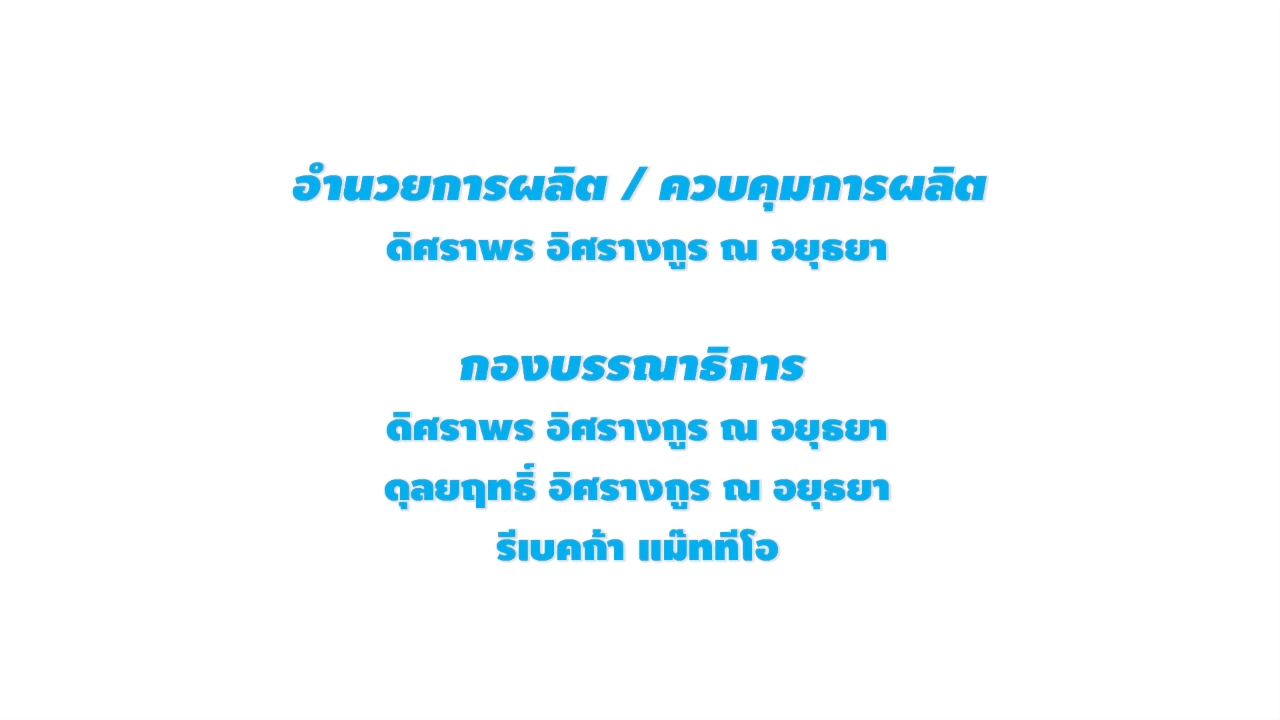 อำนวยการผลิต / ควบคุมการผลิต
ดิศราพร อิศรางกูร ณ อยุธยา
กองบรรณาธิการ
ดิศราพร อิศรางกูร ณ อยุธยา
ดุลยฤทธิ์ อิศรางกูร ณ อยุธยา
รีเบคก้า แม๊ททีโอ